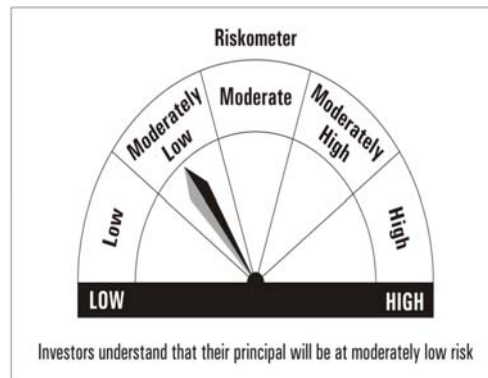 Riskometer
Moderate
Moderately
Low
Moderately
High
Low
High
LOW
HIGH
Investors understand that their principal will be at moderately low risk